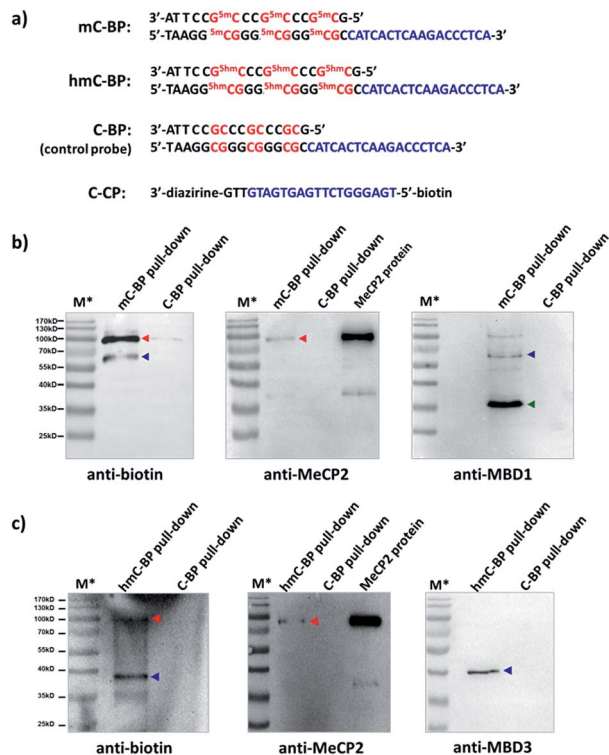 a)
mC-BP:
3'-ATTCCG5mCCCG5mCCCG5mCG-5'
5'-TAAGG5mCGGG.5mCGGG5mCGCCATCACTCAAGACCCTCA-3'
hmC-BP:
3'-ATTCCG5hmCCCG5hmCCCG5hmCG-5'
5'-TAAGG5hmCGGG.5hmCGGG5hmCGCCATCACTCAAGACCCTCA-3'
C-BP:
3'-ATTCCGCCCGCCCGCG-5'
(control probe)
5'-TAAGGCGGGCGGGCGCCATCACTCAAGACCCTCA-3'
C-CP:
3'-diazirine-GTTGTAGTGAGTTCTGGGAGT-5'-biotin
b)
M*
mC-BP pull-down
C-BP pull-down
170kD
130kD
100kD
70kD
55kD
40kD
35kD
25kD
anti-biotin
M*
mC-BP pull-down
C-BP pull-down
MeCP2 protein
anti-MeCP2
M*
mC-BP pull-down
C-BP pull-down
anti-MBD1
c)
M*
hmC-BP pull-down
C-BP pull-down
170kD
130kD
100kD
70kD
55kD
40kD
35kD
25kD
anti-biotin
M*
hmC-BP pull-down
C-BP pull-down
MeCP2 protein
anti-MeCP2
M*
hmC-BP pull-down
C-BP pull-down
anti-MBD3